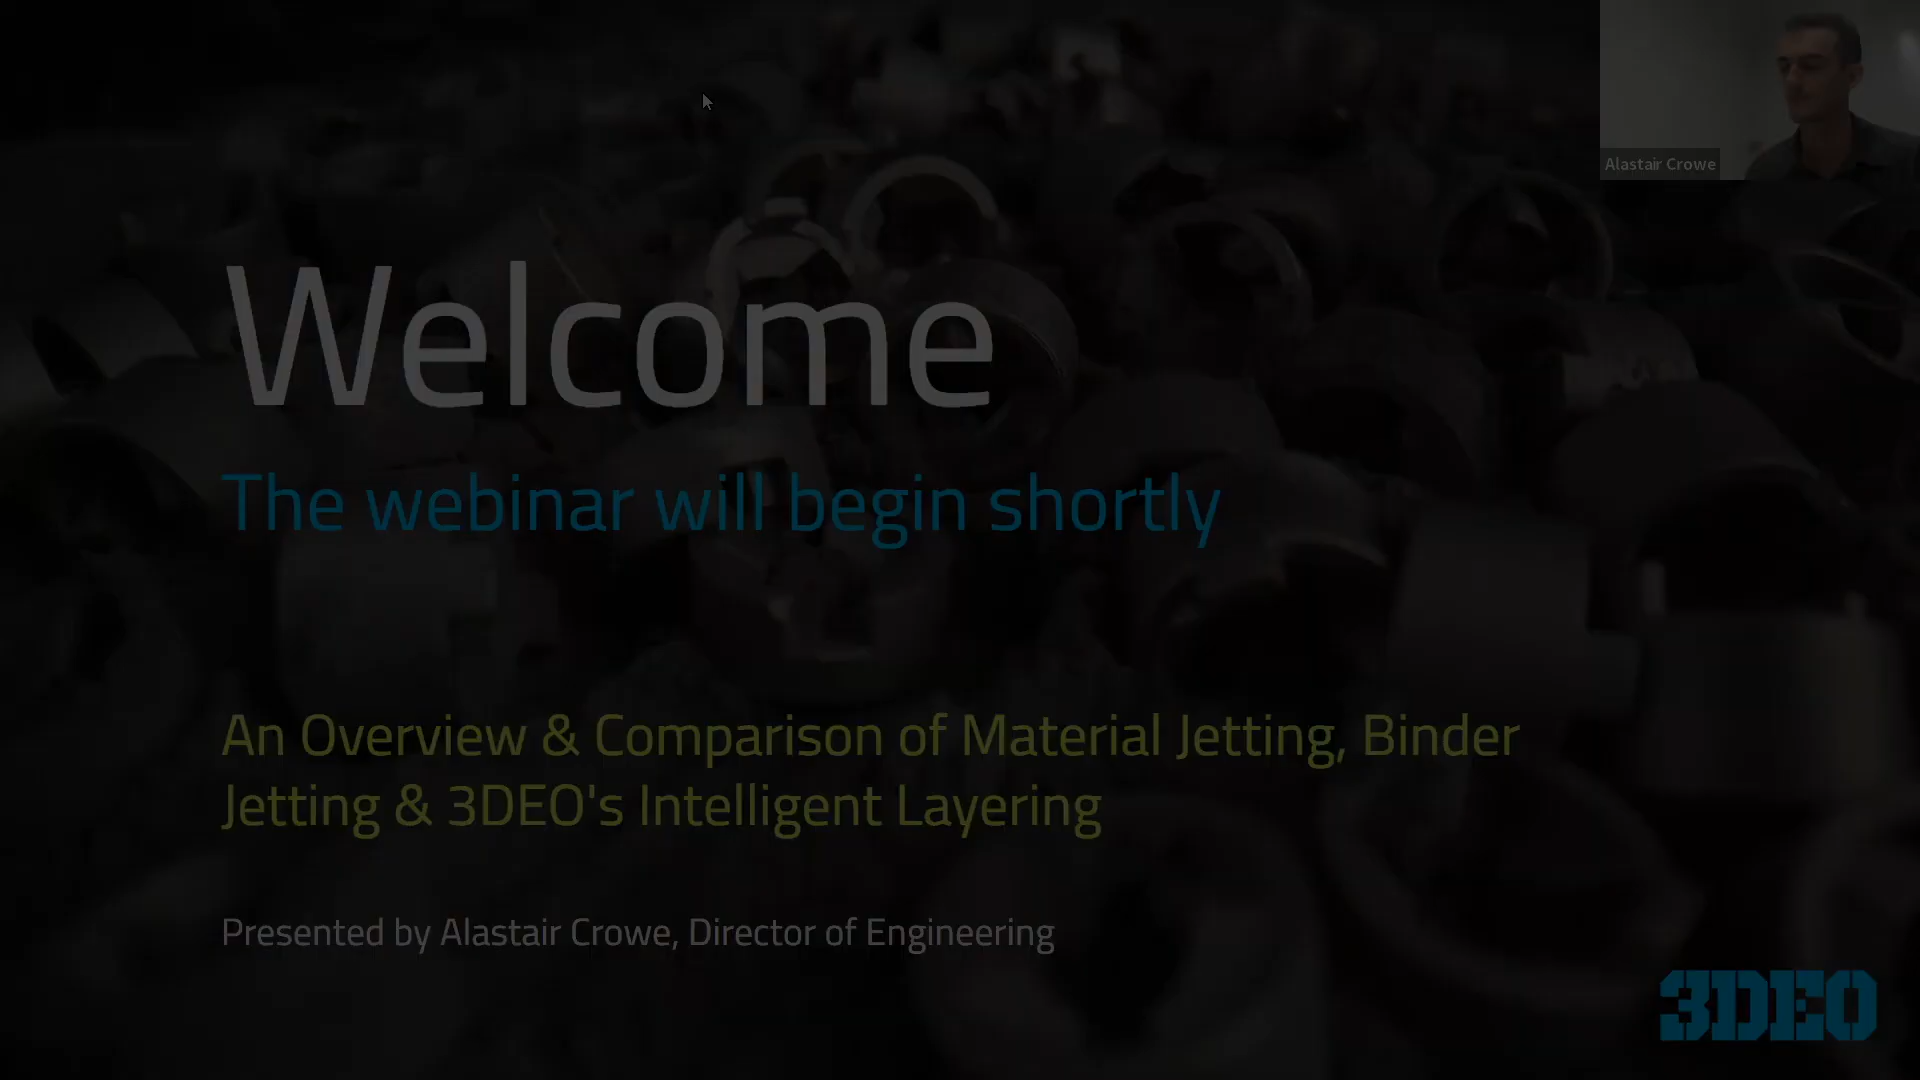 Alastair Crowe
Welcome
The webinar will begin shortly
An Overview & Comparison of Material Jetting, Binder
Jetting & 3DEO's Intelligent Layering
Presented by Alastair Crowe, Director of Engineering
3DEO